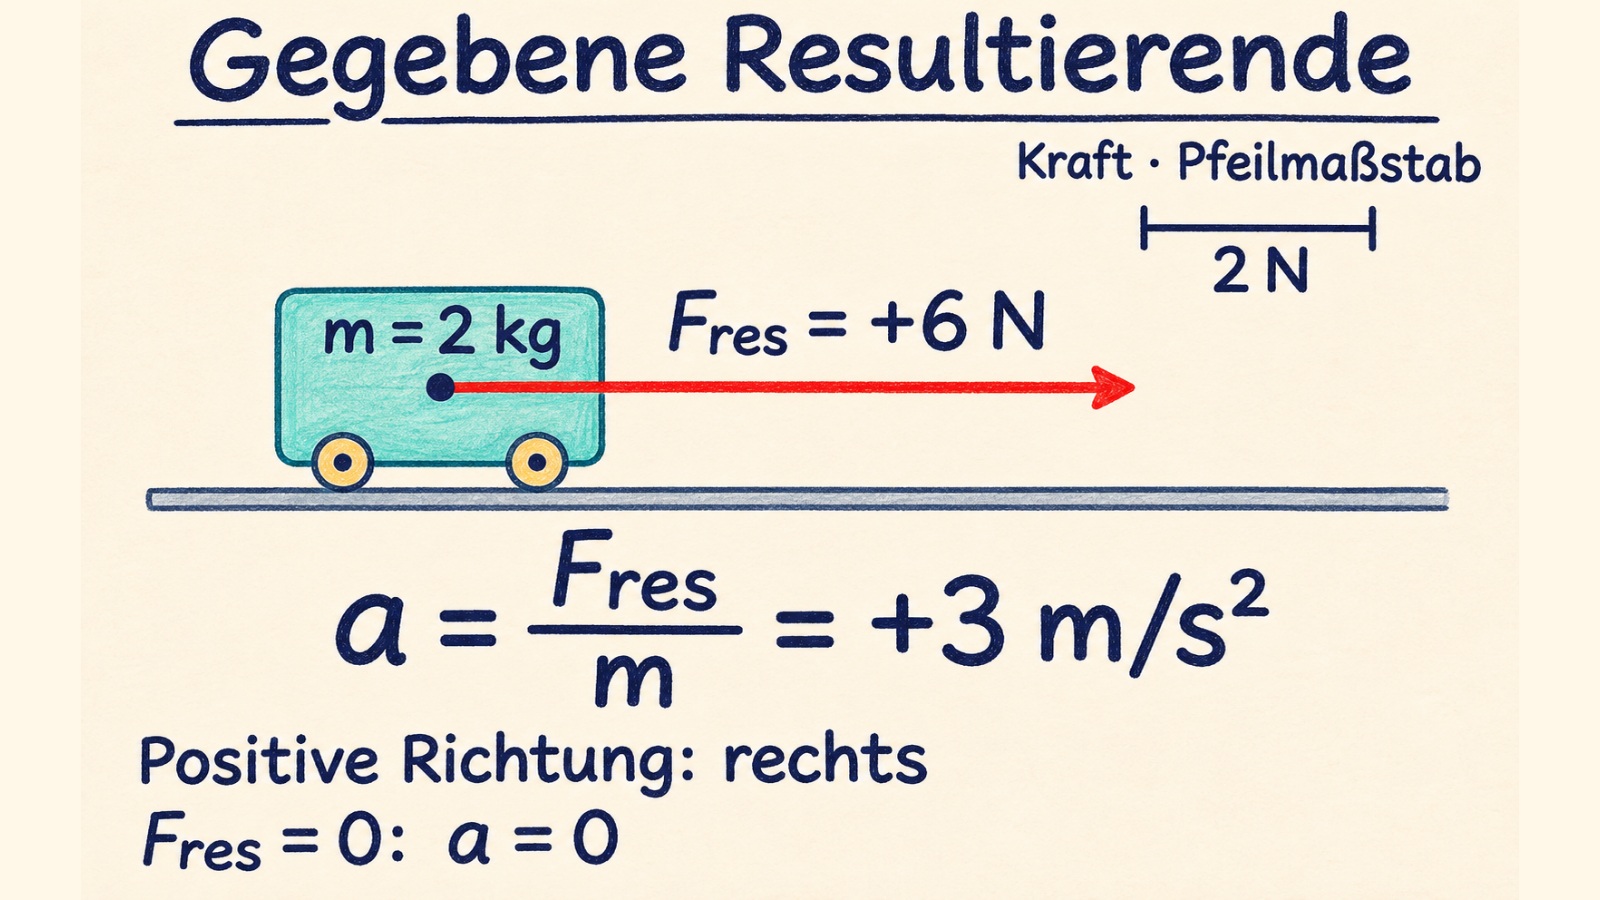 Gegebene Resultierende
Kraft · Pfeilmaßstab
2 N
m = 2 kg
Fres = +6 N
a = Fres / m = +3 m/s²
Positive Richtung: rechts
Fres = 0: a = 0